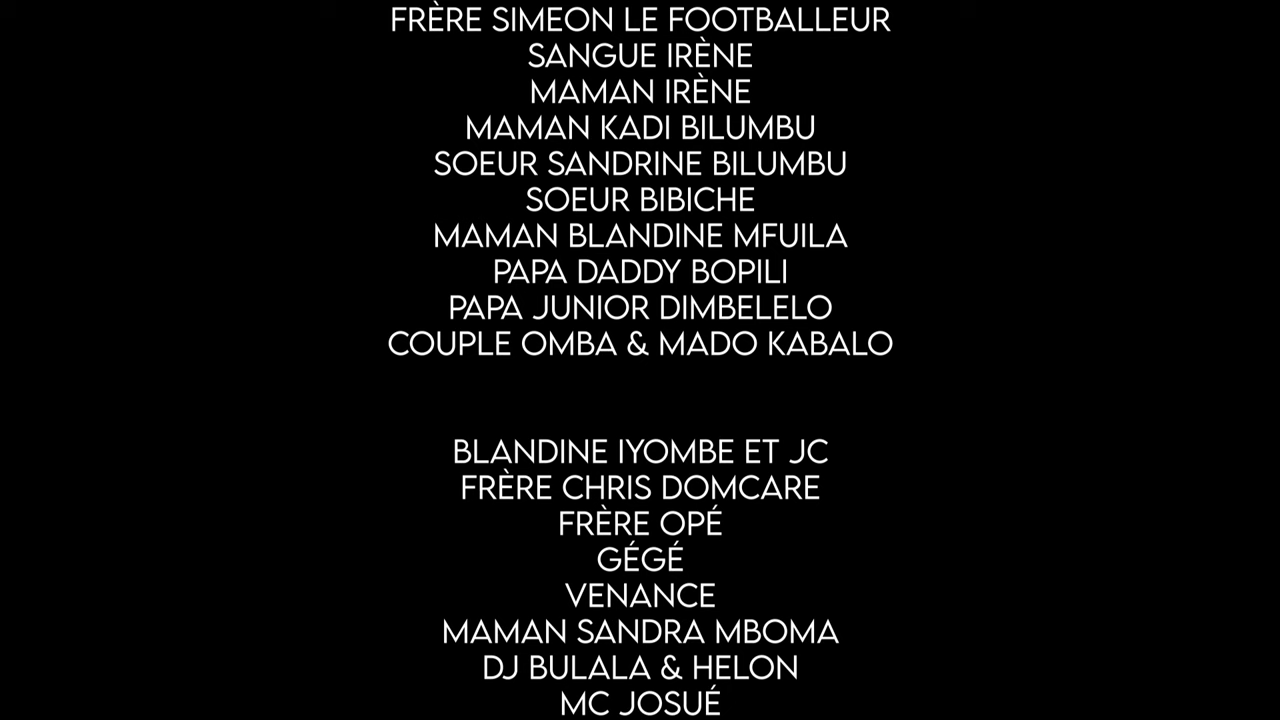 FRÈRE SIMEON LE FOOTBALLEUR
SANGUE IRÈNE
MAMAN IRÈNE
MAMAN KADI BILUMBU
SOEUR SANDRINE BILUMBU
SOEUR BIBICHE
MAMAN BLANDINE MFUILA
PAPA DADDY BOPILI
PAPA JUNIOR DIMBELELO
COUPLE OMBA & MADO KABALO
BLANDINE IYOMBE ET JC
FRÈRE CHRIS DOMCARE
FRÈRE OPÉ
GÉGÉ
VENANCE
MAMAN SANDRA MBOMA
DJ BULALA & HELON
MC JOSUÉ